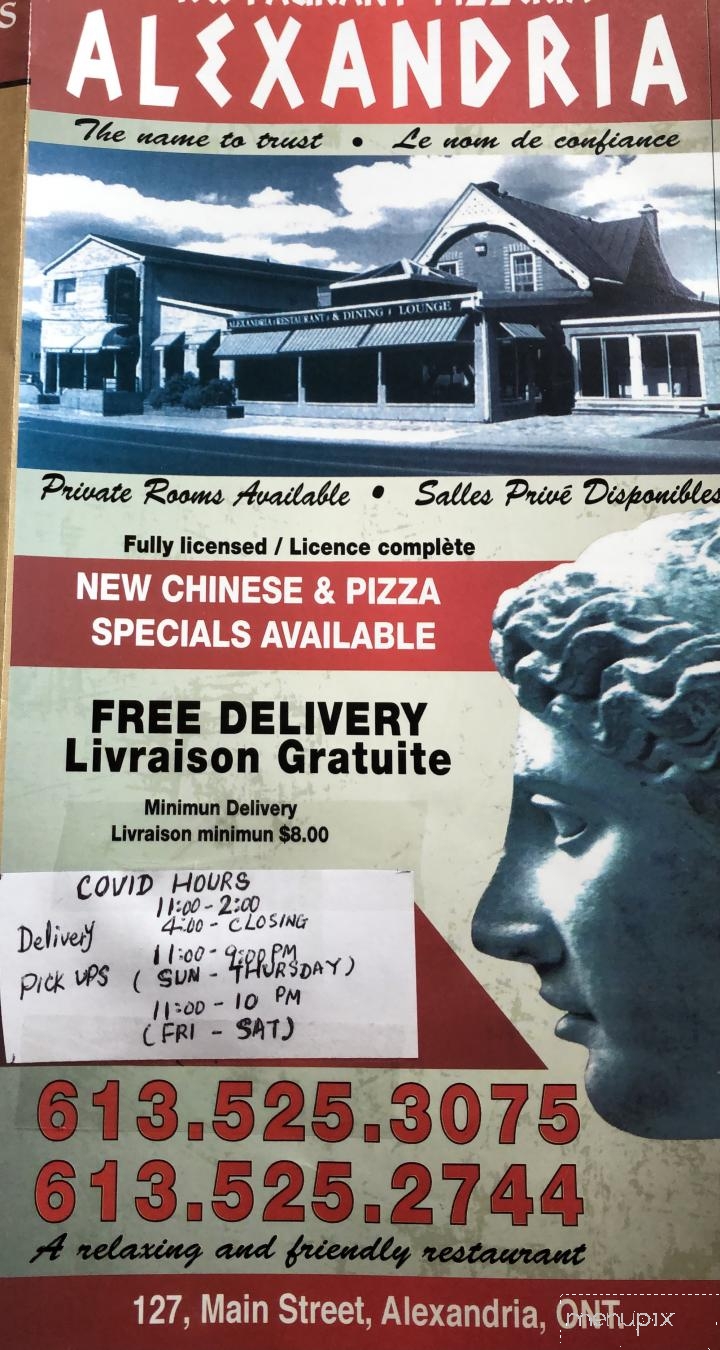 RESTAURANT PIZZERIA
ALEXANDRIA
The name to trust • Le nom de confiance
ALEXANDRIA RESTAURANT & DINING LOUNGE
Private Rooms Available • Salles Privé Disponibles
Fully licensed / Licence complète
NEW CHINESE & PIZZA
SPECIALS AVAILABLE
FREE DELIVERY
Livraison Gratuite
Minimun Delivery
Livraison minimun $8.00
COVID HOURS
11:00-2:00
Delivery 4:00 - CLOSING
11:00-9:00PM
PICK UPS ( SUN - THURSDAY)
11:00 - 10 PM
(FRI - SAT)
613.525.3075
613.525.2744
A relaxing and friendly restaurant
127, Main Street, Alexandria, ONT.
menupix